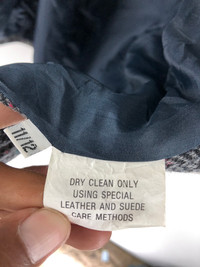 11/12
DRY CLEAN ONLY
USING SPECIAL
LEATHER AND SUEDE
CARE METHODS